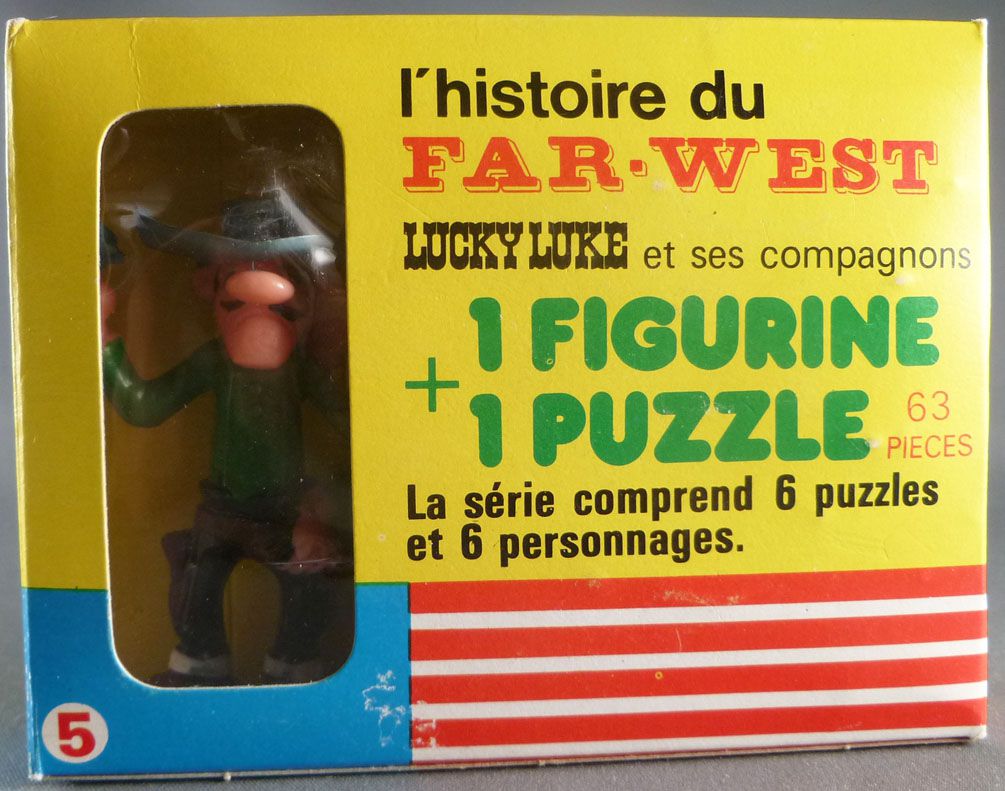 l'histoire du
FAR·WEST
LUCKY LUKE et ses compagnons
1 FIGURINE
+
1 PUZZLE 63 PIECES
La série comprend 6 puzzles
et 6 personnages.
5